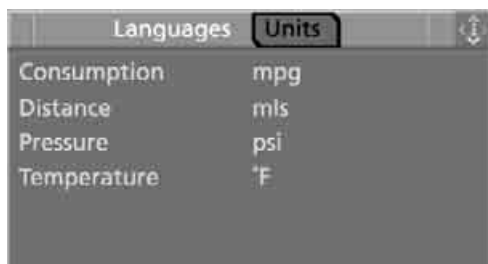 Languages Units
Consumption mpg
Distance mls
Pressure psi
Temperature °F